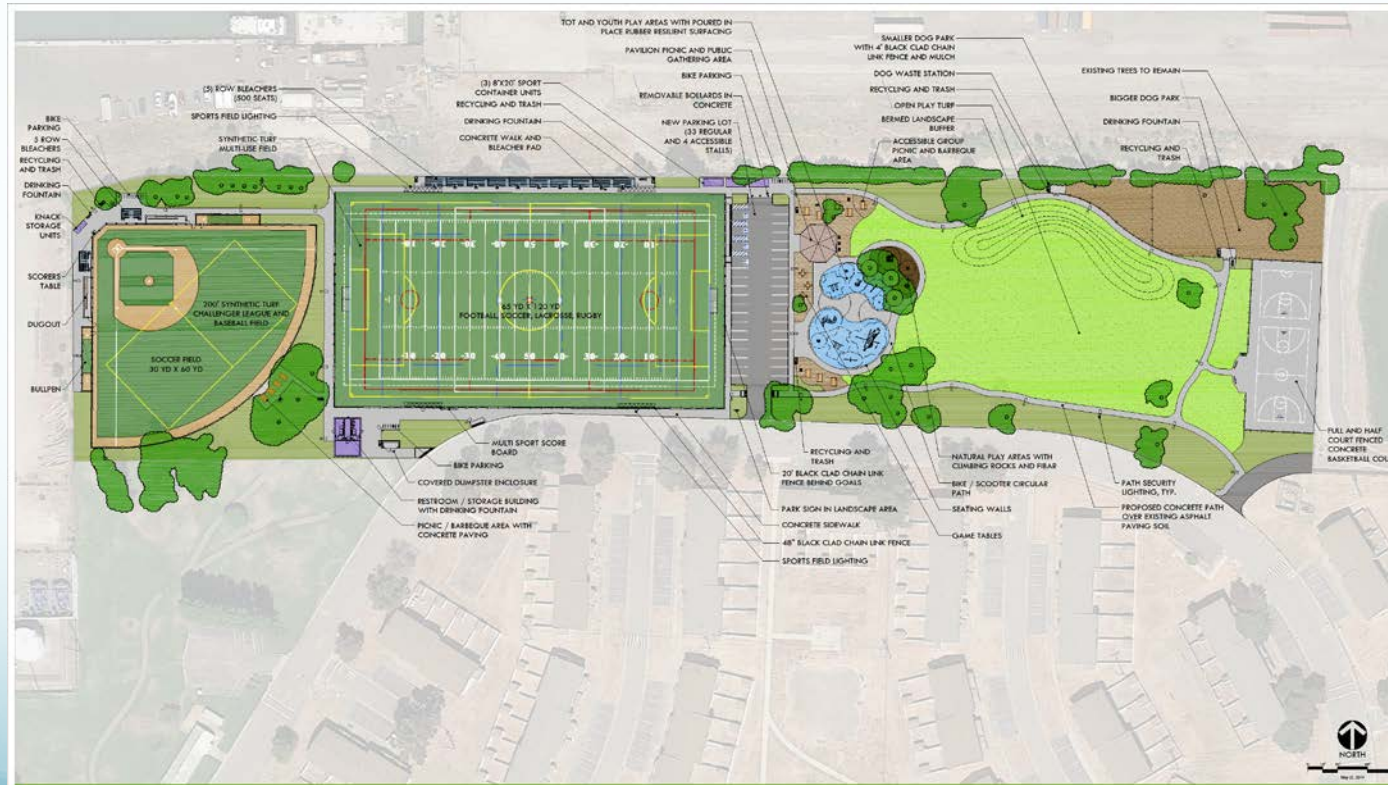 TOT AND YOUTH PLAY AREAS WITH POURED IN
PLACE RUBBER RESILIENT SURFACING
PAVILION PICNIC AND PUBLIC
GATHERING AREA
BIKE PARKING
REMOVABLE BOLLARDS IN
CONCRETE
NEW PARKING LOT
(33 REGULAR
AND 4 ACCESSIBLE
STALLS)
(3) 8'X20' SPORT
CONTAINER UNITS
RECYCLING AND TRASH
DRINKING FOUNTAIN
CONCRETE WALK AND
BLEACHER PAD
(5) ROW BLEACHERS
(500 SEATS)
SPORTS FIELD LIGHTING
SYNTHETIC TURF
MULTI-USE FIELD
BIKE
PARKING
5 ROW
BLEACHERS
RECYCLING
AND TRASH
DRINKING
FOUNTAIN
KNACK
STORAGE
UNITS
SCORERS
TABLE
DUGOUT
BULLPEN
SMALLER DOG PARK
WITH 4' BLACK CLAD CHAIN
LINK FENCE AND MULCH
DOG WASTE STATION
RECYCLING AND TRASH
OPEN PLAY TURF
BERMED LANDSCAPE
BUFFER
ACCESSIBLE GROUP
PICNIC AND BARBEQUE
AREA
EXISTING TREES TO REMAIN
BIGGER DOG PARK
DRINKING FOUNTAIN
RECYCLING AND
TRASH
200' SYNTHETIC TURF
CHALLENGER LEAGUE AND
BASEBALL FIELD
SOCCER FIELD
30 YD X 60 YD
65 YD X 120 YD
FOOTBALL, SOCCER, LACROSSE, RUGBY
MULTI SPORT SCORE
BOARD
BIKE PARKING
COVERED DUMPSTER ENCLOSURE
RESTROOM / STORAGE BUILDING
WITH DRINKING FOUNTAIN
PICNIC / BARBEQUE AREA WITH
CONCRETE PAVING
RECYCLING AND
TRASH
20' BLACK CLAD CHAIN LINK
FENCE BEHIND GOALS
PARK SIGN IN LANDSCAPE AREA
CONCRETE SIDEWALK
48" BLACK CLAD CHAIN LINK FENCE
SPORTS FIELD LIGHTING
NATURAL PLAY AREAS WITH
CLIMBING ROCKS AND FIBAR
BIKE / SCOOTER CIRCULAR
PATH
SEATING WALLS
GAME TABLES
PATH SECURITY
LIGHTING, TYP.
PROPOSED CONCRETE PATH
OVER EXISTING ASPHALT
PAVING SOIL
FULL AND HALF
COURT FENCED
CONCRETE
BASKETBALL COU
NORTH